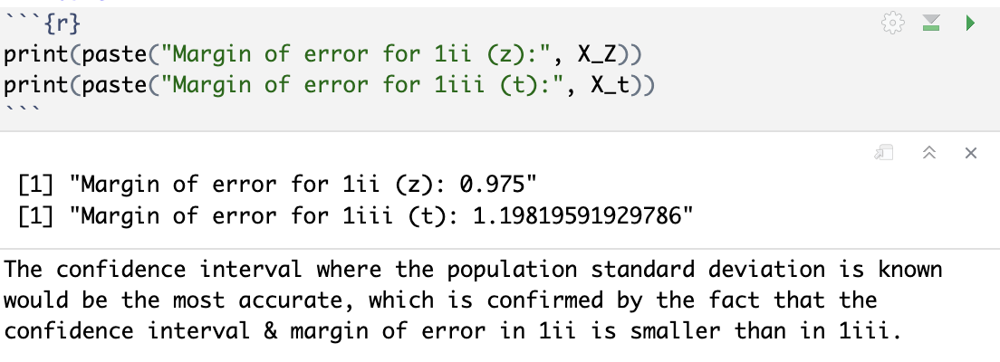 ```{r}
print(paste("Margin of error for 1ii (z):", X_Z))
print(paste("Margin of error for 1iii (t):", X_t))
```
[1] "Margin of error for 1ii (z): 0.975"
[1] "Margin of error for 1iii (t): 1.19819591929786"
The confidence interval where the population standard deviation is known
would be the most accurate, which is confirmed by the fact that the
confidence interval & margin of error in 1ii is smaller than in 1iii.